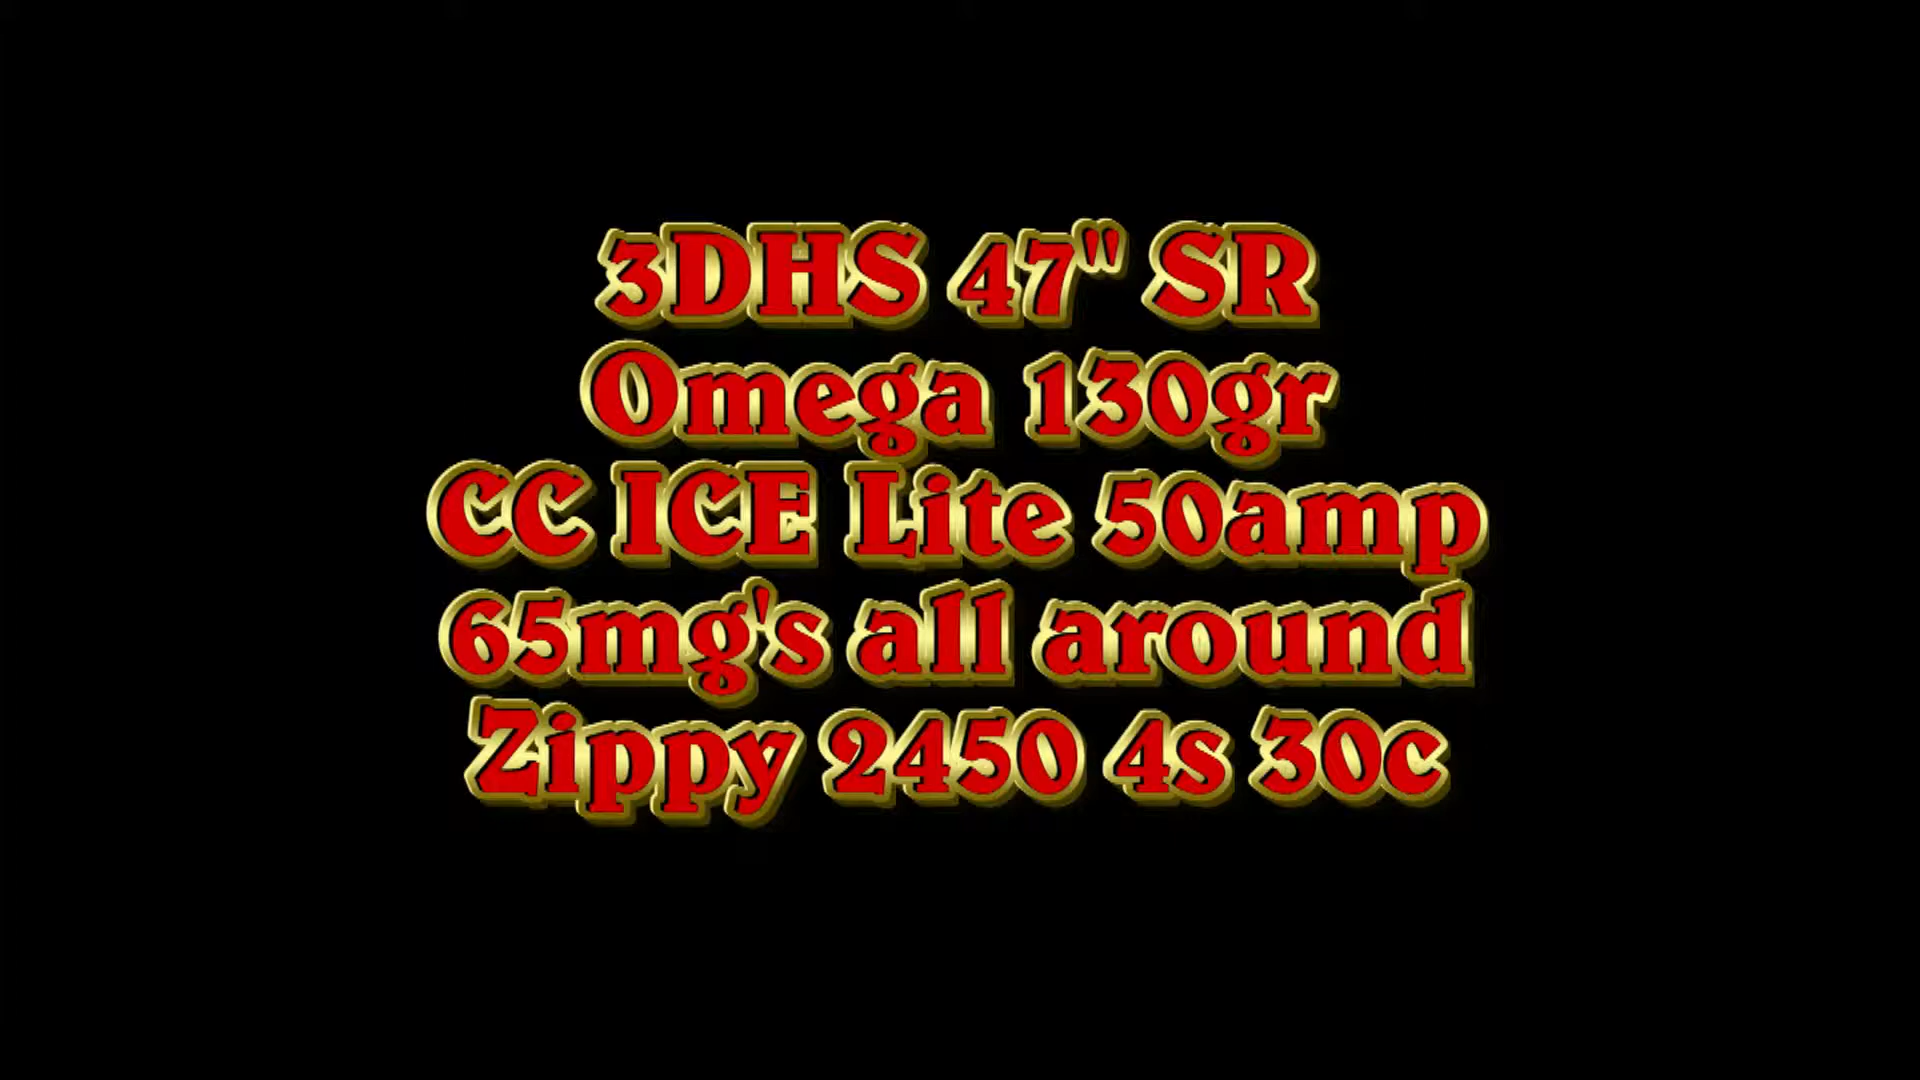 3DHS 47" SR
Omega 130gr
CC ICE Lite 50amp
65mg's all around
Zippy 2450 4s 30c